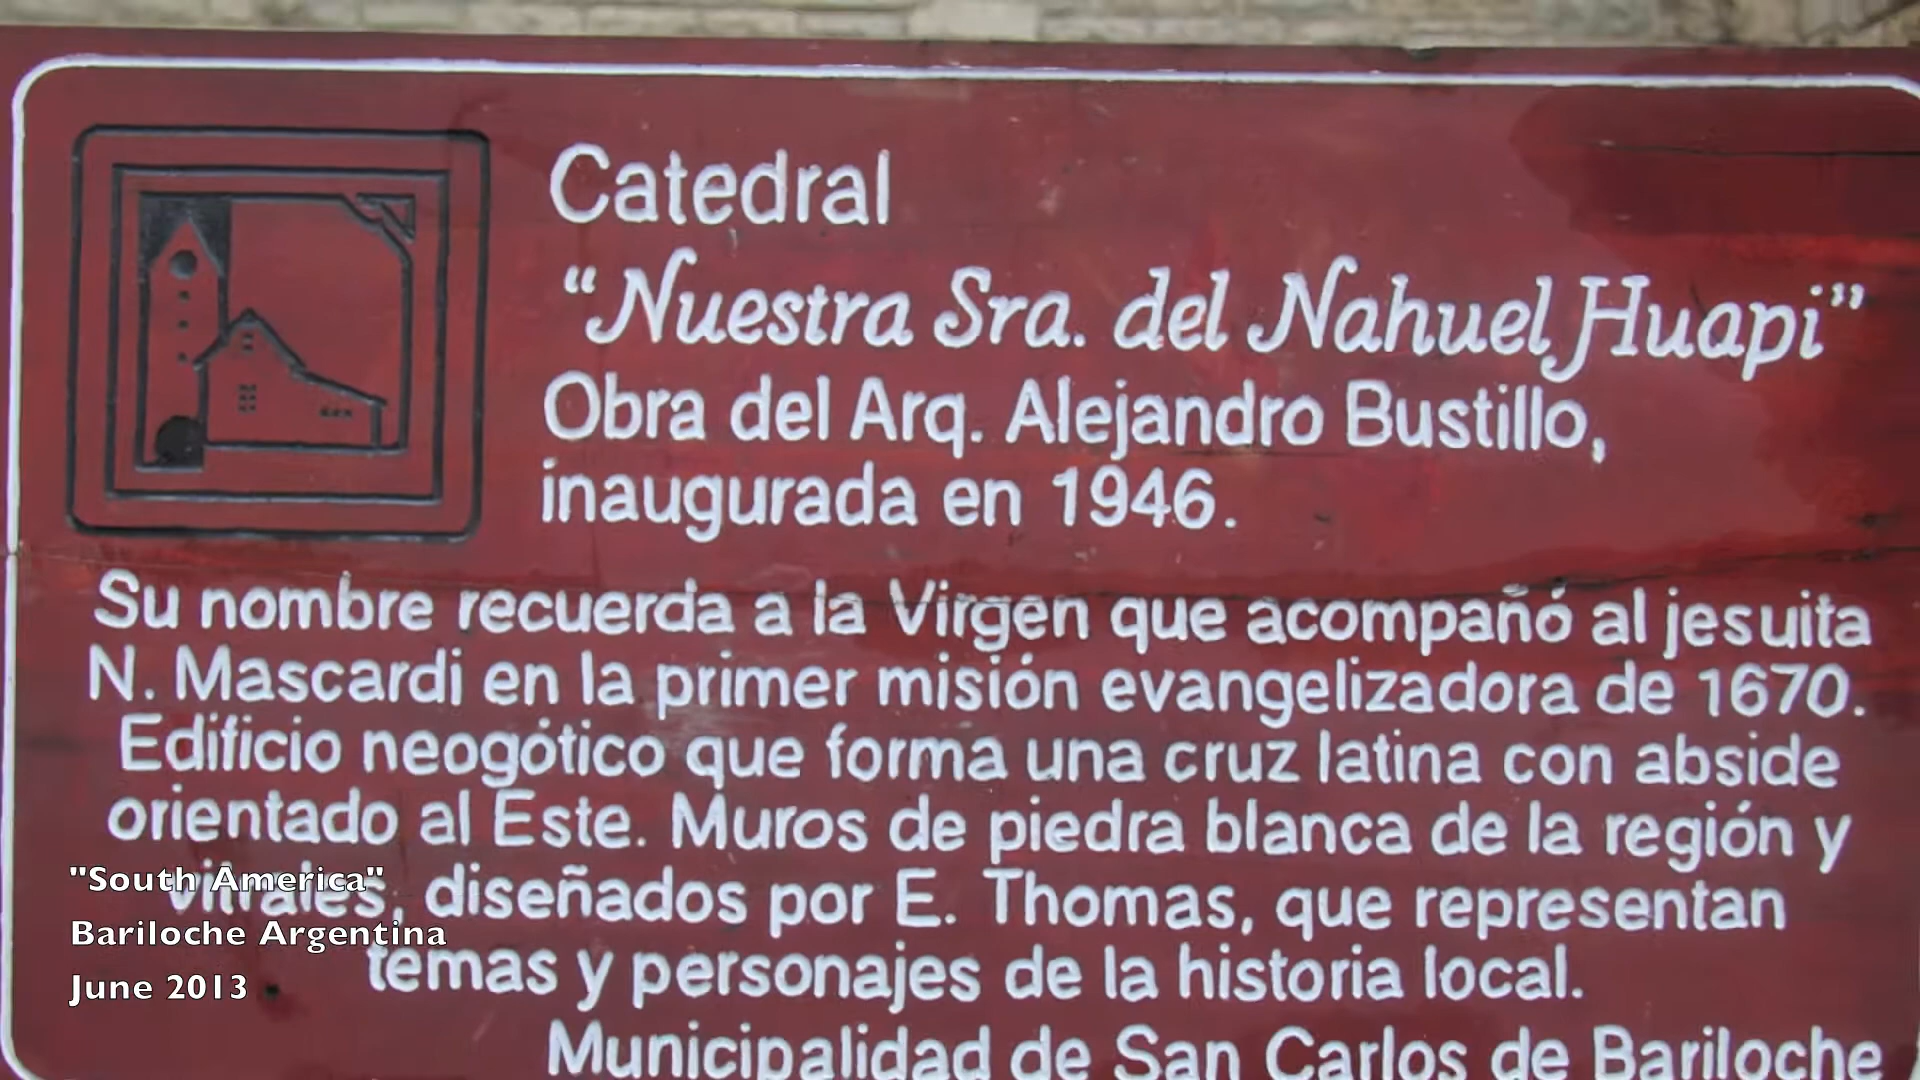 Catedral
“Nuestra Sra. del Nahuel Huapi”
Obra del Arq. Alejandro Bustillo,
inaugurada en 1946.
Su nombre recuerda a la Virgen que acompañó al jesuita
N. Mascardi en la primer misión evangelizadora de 1670.
Edificio neogótico que forma una cruz latina con abside
orientado al Este. Muros de piedra blanca de la región y
vitrales, diseñados por E. Thomas, que representan
temas y personajes de la historia local.
Municipalidad de San Carlos de Bariloche
"South America"
Bariloche Argentina
June 2013